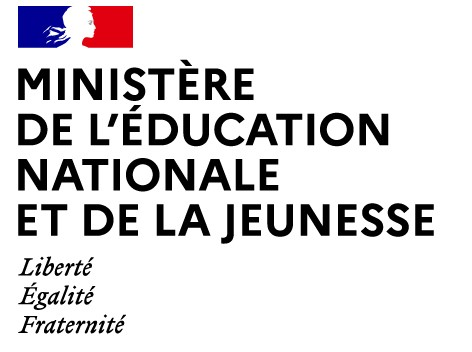 MINISTÈRE
DE L’ÉDUCATION
NATIONALE
ET DE LA JEUNESSE
Liberté
Égalité
Fraternité